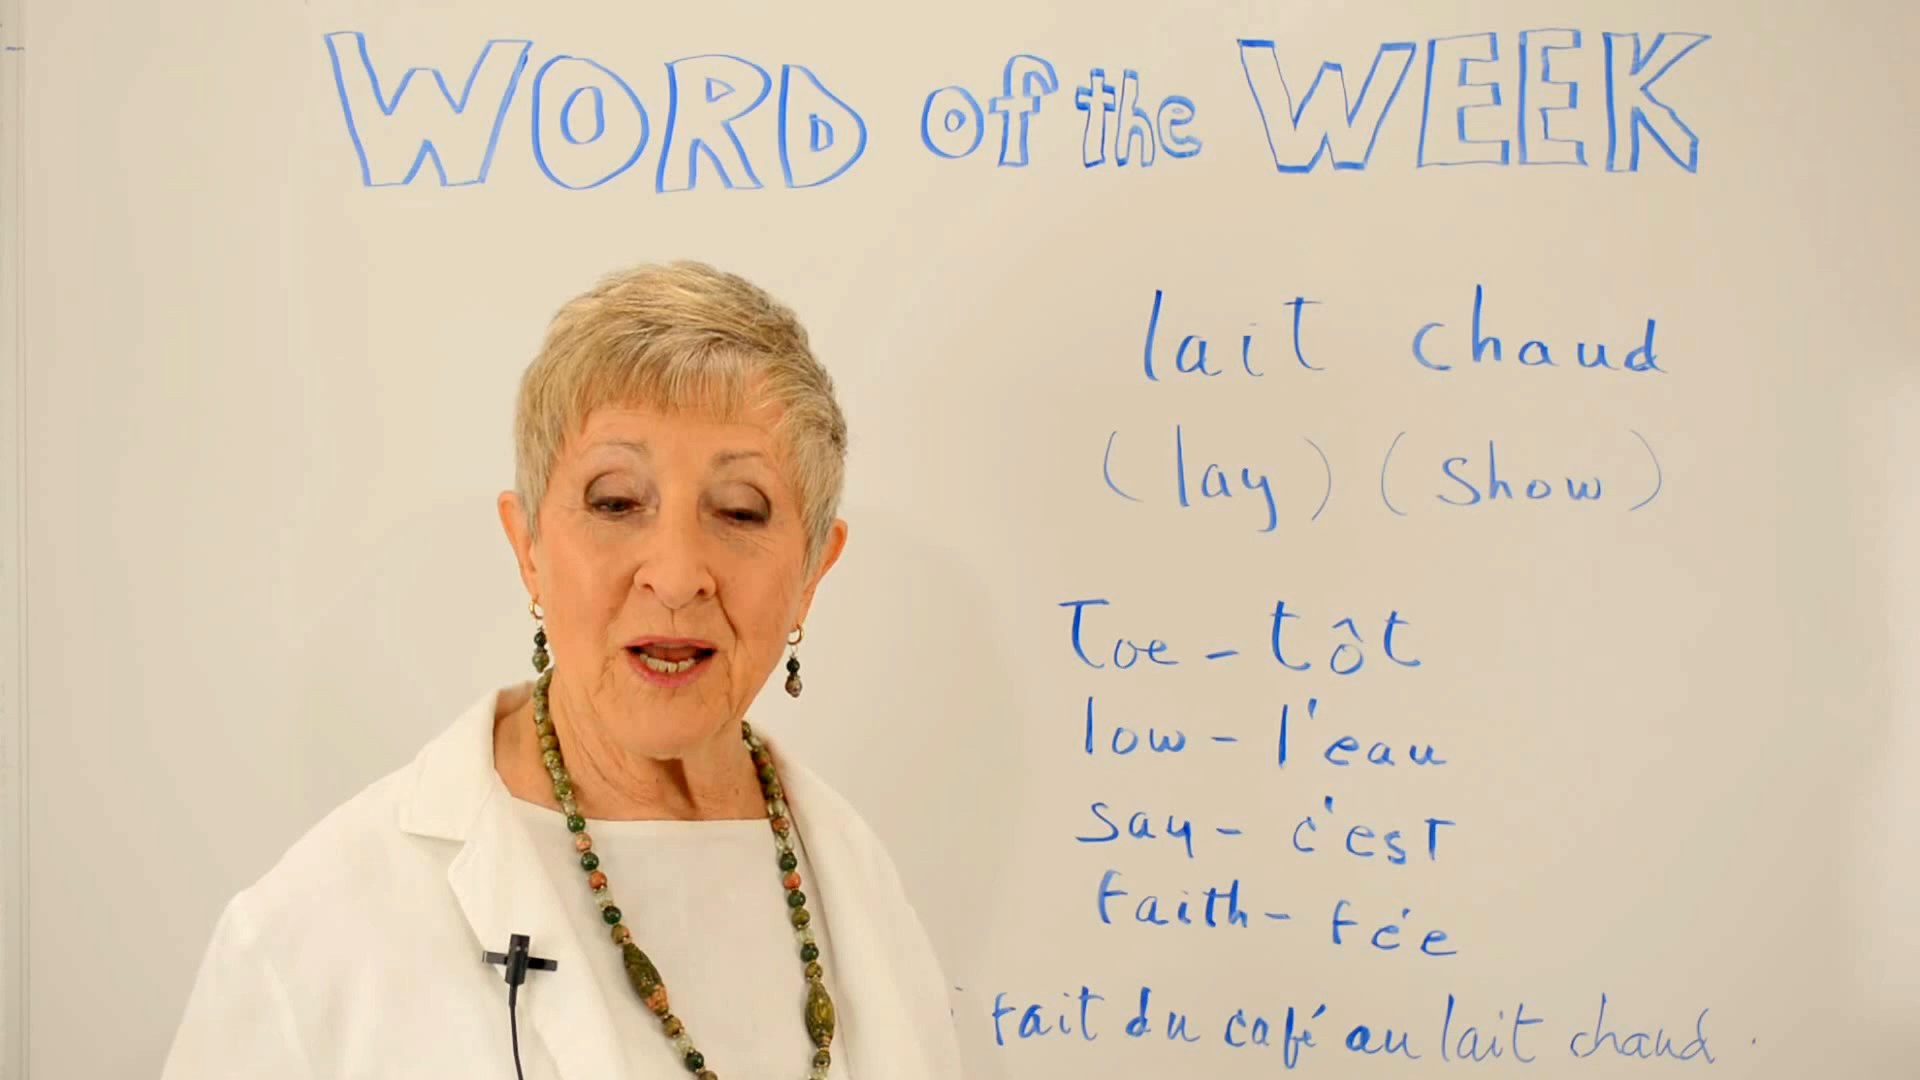 WORD of the WEEK
lait chaud
(lay) (show)
Toe - tôt
low - l'eau
say - c'est
faith - fée
fait du café au lait chaud.